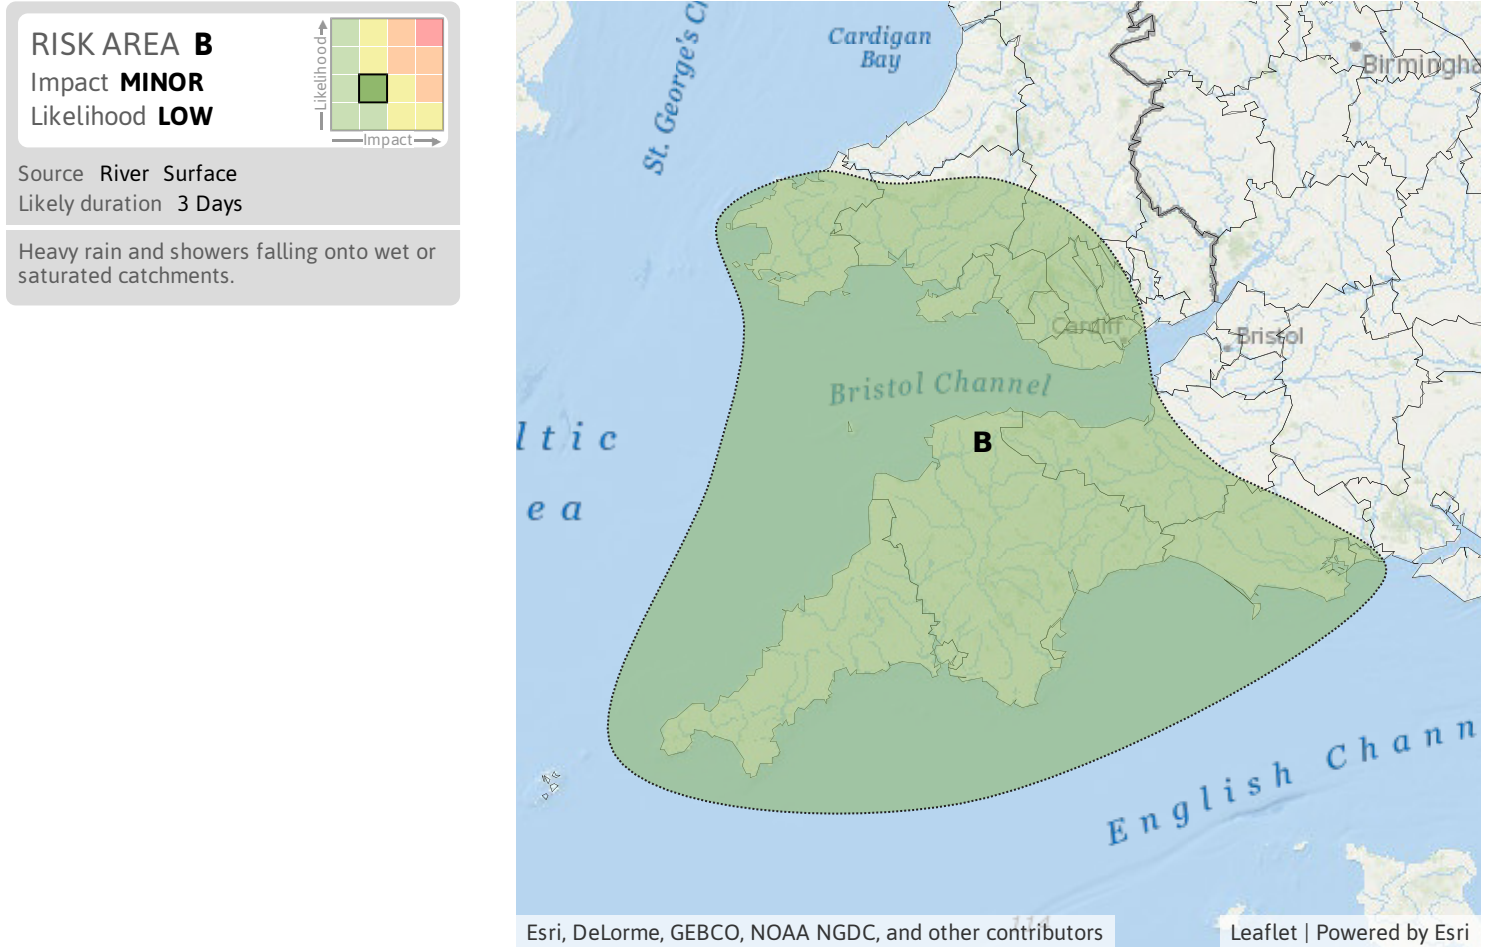 RISK AREA B
Impact MINOR
Likelihood LOW
Likelihood
Impact
Source River Surface
Likely duration 3 Days
Heavy rain and showers falling onto wet or
saturated catchments.
St. George's C
Cardigan
Bay
Birmingha
Cardiff
Bristol
Bristol Channel
B
ltic
ea
English Chann
Esri, DeLorme, GEBCO, NOAA NGDC, and other contributors
Leaflet | Powered by Esri